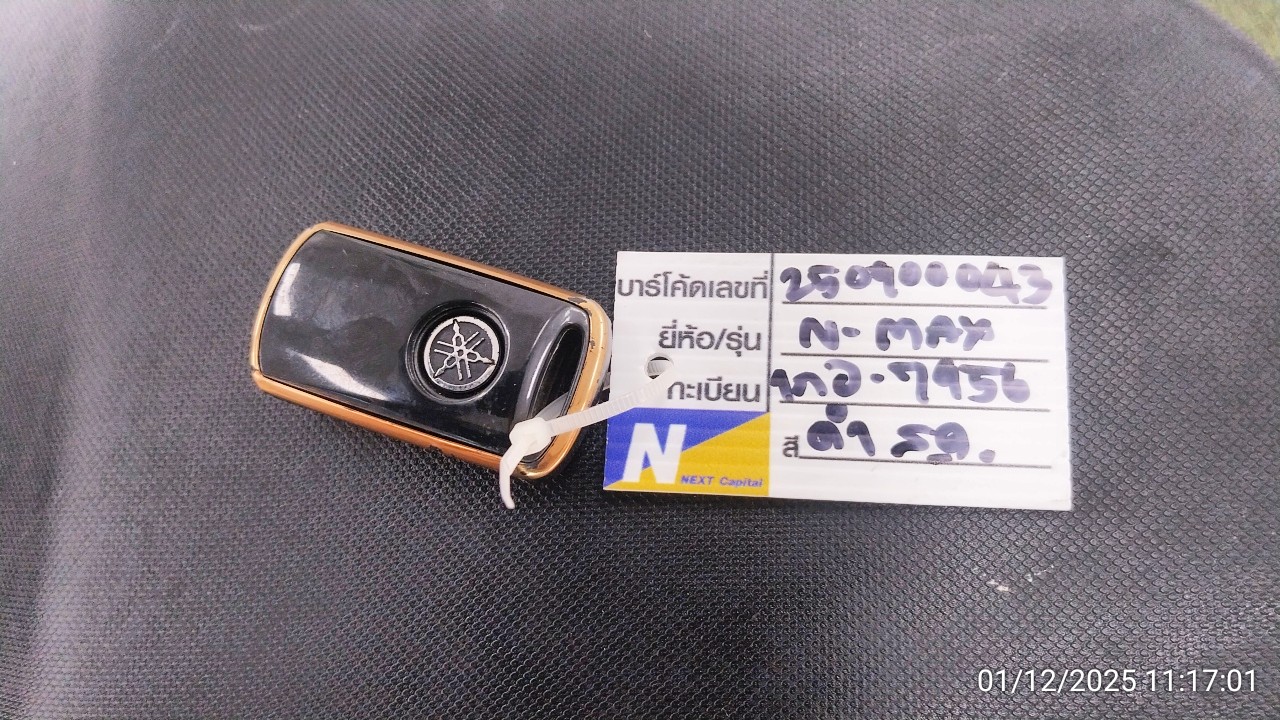 บาร์โค้ดเลขที่ 250900043
ยี่ห้อ/รุ่น N-MAX
ทะเบียน -7956
สี ดำ
N
NEXT Capital
01/12/2025 11:17:01